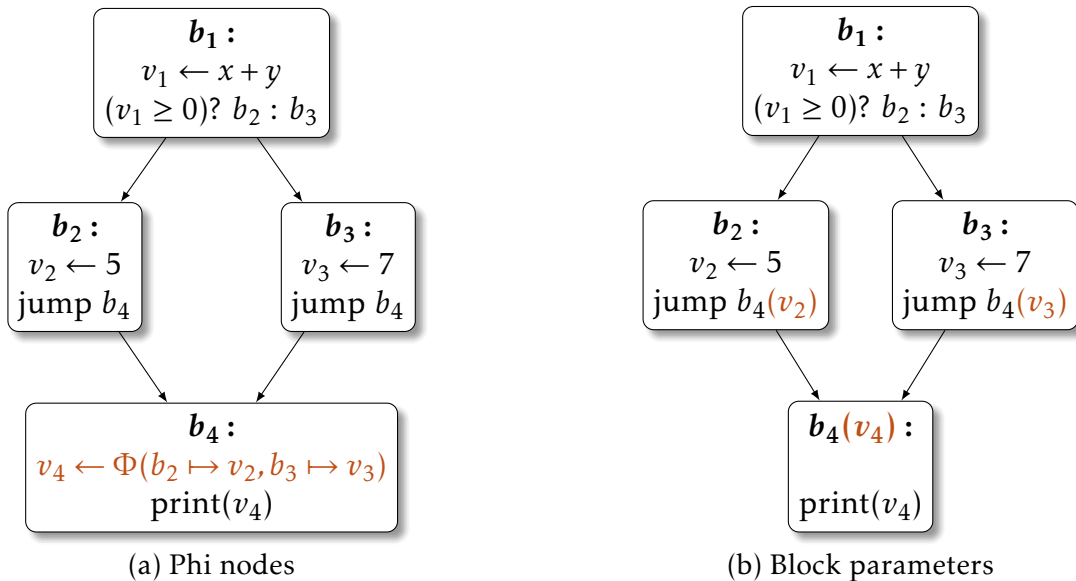 b₁ :
v₁ ← x + y
(v₁ ≥ 0)? b₂ : b₃
b₂ :
v₂ ← 5
jump b₄
b₃ :
v₃ ← 7
jump b₄
b₄ :
v₄ ← Φ(b₂ ↦ v₂, b₃ ↦ v₃)
print(v₄)
(a) Phi nodes
b₁ :
v₁ ← x + y
(v₁ ≥ 0)? b₂ : b₃
b₂ :
v₂ ← 5
jump b₄(v₂)
b₃ :
v₃ ← 7
jump b₄(v₃)
b₄(v₄) :
print(v₄)
(b) Block parameters